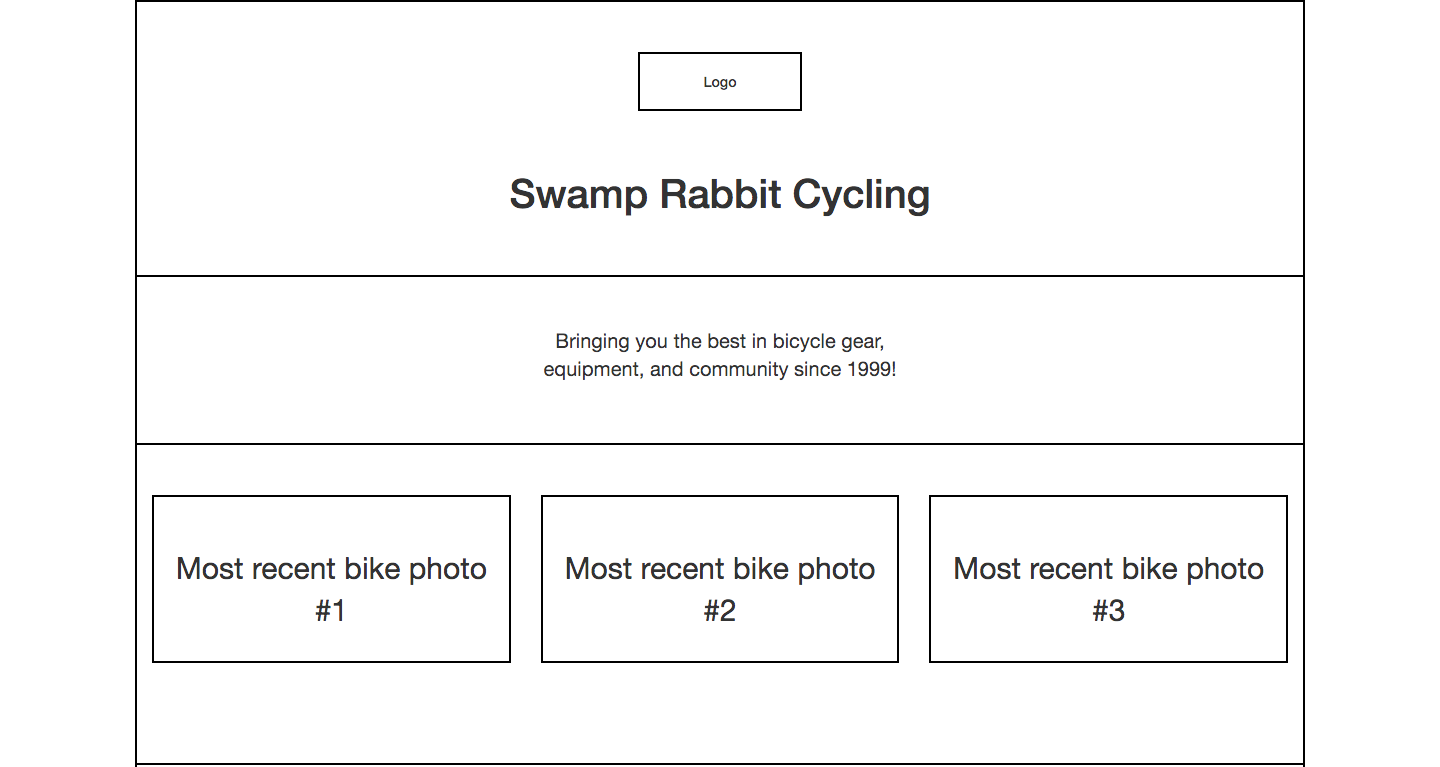 Logo
Swamp Rabbit Cycling
Bringing you the best in bicycle gear,
equipment, and community since 1999!
Most recent bike photo
#1
Most recent bike photo
#2
Most recent bike photo
#3